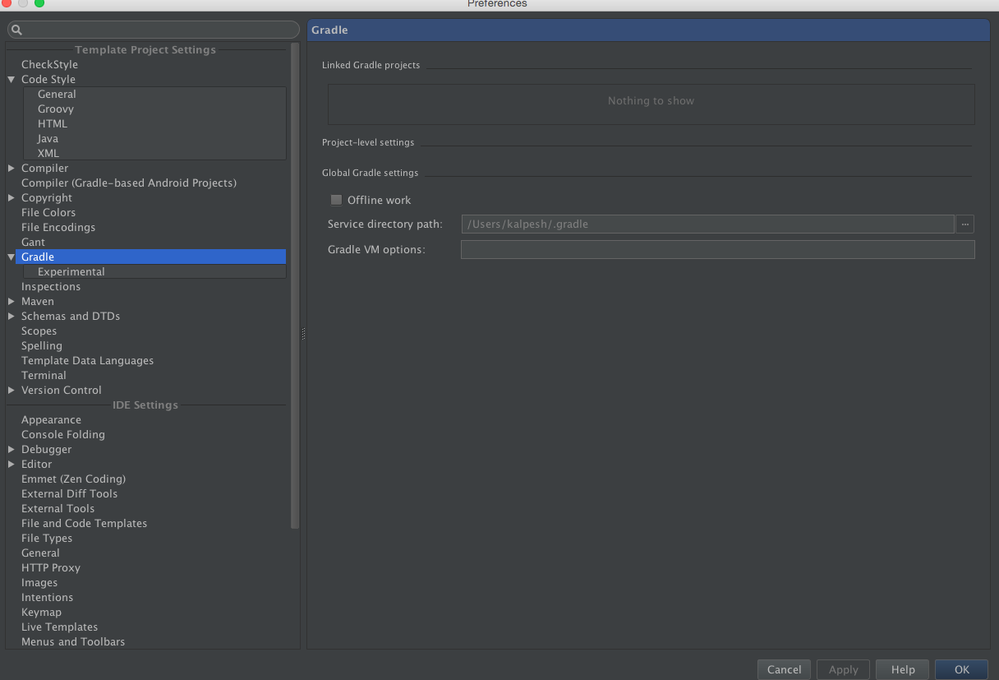 Preferences
Template Project Settings
CheckStyle
Code Style
General
Groovy
HTML
Java
XML
Compiler
Compiler (Gradle-based Android Projects)
Copyright
File Colors
File Encodings
Gant
Gradle
Experimental
Inspections
Maven
Schemas and DTDs
Scopes
Spelling
Template Data Languages
Terminal
Version Control
IDE Settings
Appearance
Console Folding
Debugger
Editor
Emmet (Zen Coding)
External Diff Tools
External Tools
File and Code Templates
File Types
General
HTTP Proxy
Images
Intentions
Keymap
Live Templates
Menus and Toolbars
Gradle
Linked Gradle projects
Nothing to show
Project-level settings
Global Gradle settings
Offline work
Service directory path: /Users/kalpesh/.gradle ...
Gradle VM options:
Cancel Apply Help OK